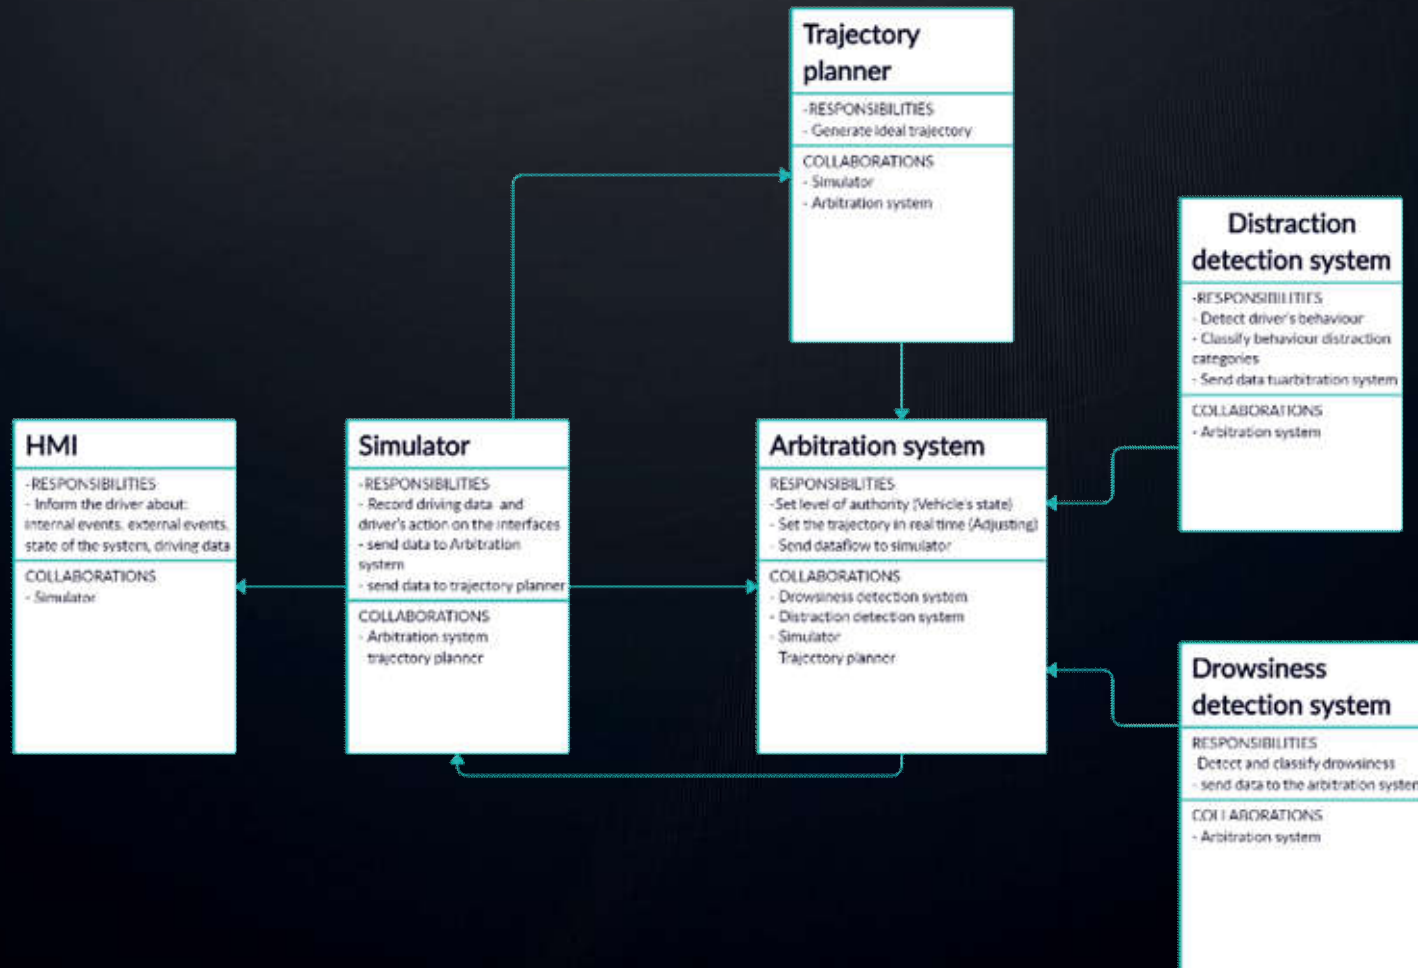 Trajectory
planner
-RESPONSIBILITIES
- Generate ideal trajectory
COLLABORATIONS
- Simulator
- Arbitration system
Distraction
detection system
-RESPONSIBILITIES
- Detect driver's behaviour
- Classify behaviour distraction
categories
- Send data tuarbitration system
COLLABORATIONS
- Arbitration system
HMI
-RESPONSIBILITIES
- Inform the driver about:
internal events, external events,
state of the system, driving data
COLLABORATIONS
- Simulator
Simulator
-RESPONSIBILITIES
- Record driving data and
driver's action on the interfaces
- send data to Arbitration
system
- send data to trajectory planner
COLLABORATIONS
- Arbitration system
trajectory planner
Arbitration system
RESPONSIBILITIES
-Set level of authority (Vehicle's state)
- Set the trajectory in real time (Adjusting)
- Send dataflow to simulator
COLLABORATIONS
- Drowsiness detection system
- Distraction detection system
- Simulator
Trajectory planner
Drowsiness
detection system
RESPONSIBILITIES
Detect and classify drowsiness
- send data to the arbitration system
COLLABORATIONS
- Arbitration system